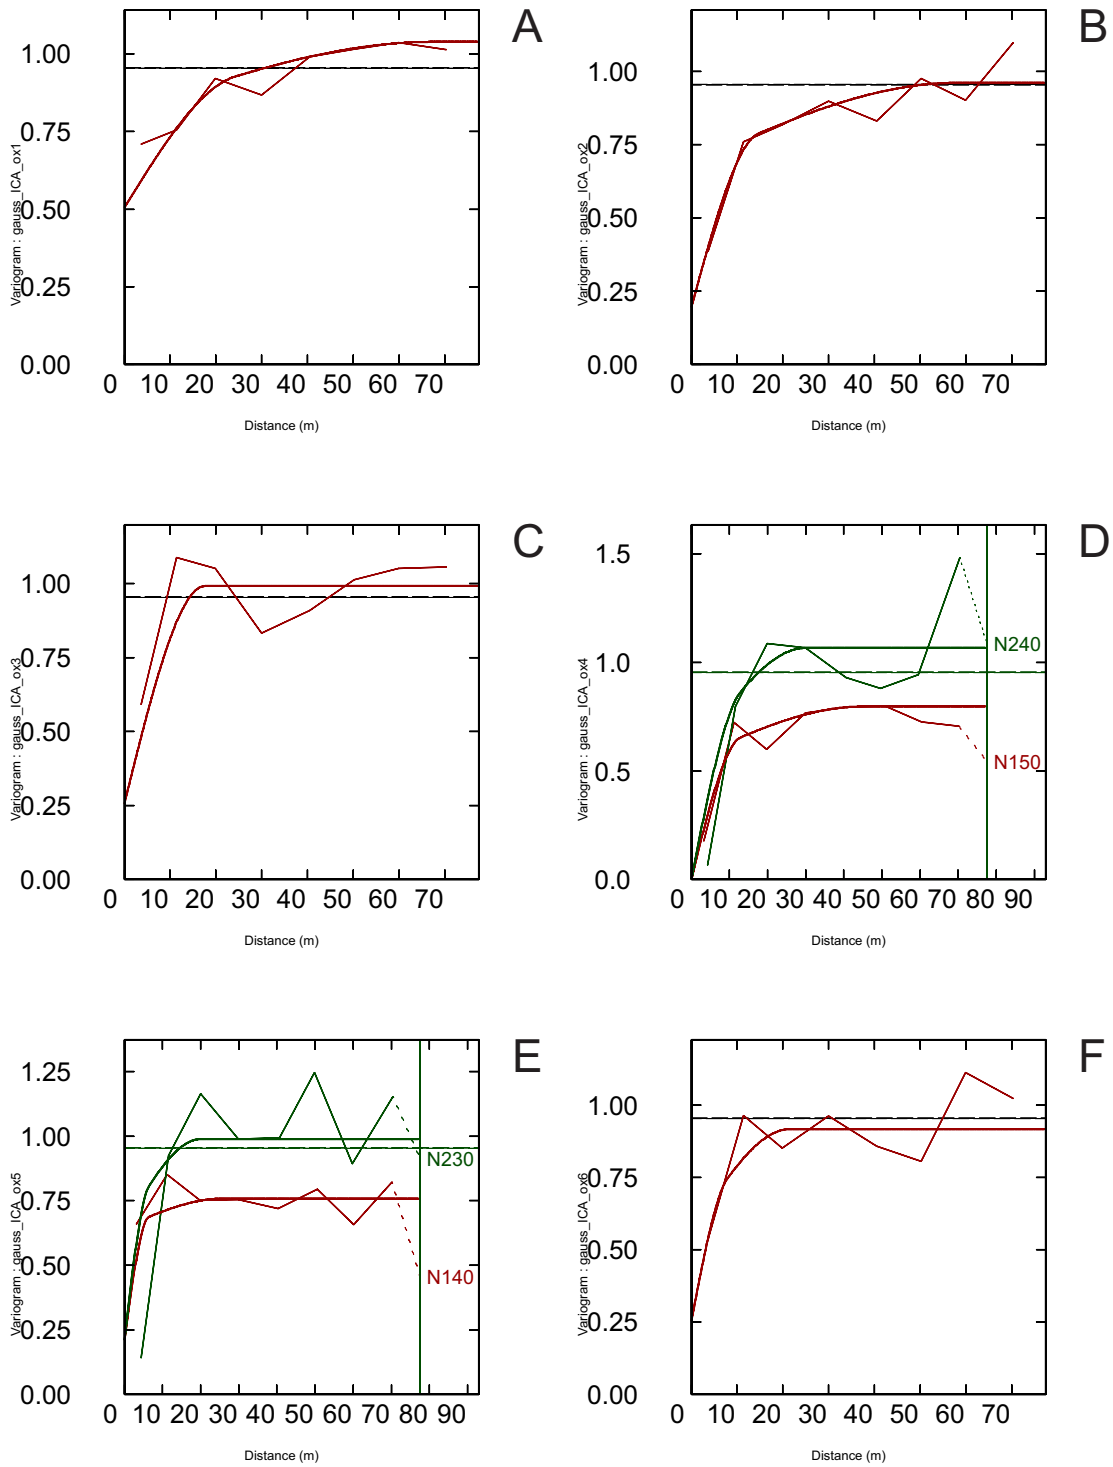 A
Variogram : gauss_ICA_ox1
1.00
0.75
0.50
0.25
0.00
0 10 20 30 40 50 60 70
Distance (m)
B
Variogram : gauss_ICA_ox2
1.00
0.75
0.50
0.25
0.00
0 10 20 30 40 50 60 70
Distance (m)
C
Variogram : gauss_ICA_ox3
1.00
0.75
0.50
0.25
0.00
0 10 20 30 40 50 60 70
Distance (m)
D
Variogram : gauss_ICA_ox4
1.5
1.0
0.5
0.0
N240
N150
0 10 20 30 40 50 60 70 80 90
Distance (m)
E
Variogram : gauss_ICA_ox5
1.25
1.00
0.75
0.50
0.25
0.00
N230
N140
0 10 20 30 40 50 60 70 80 90
Distance (m)
F
Variogram : gauss_ICA_ox6
1.00
0.75
0.50
0.25
0.00
0 10 20 30 40 50 60 70
Distance (m)